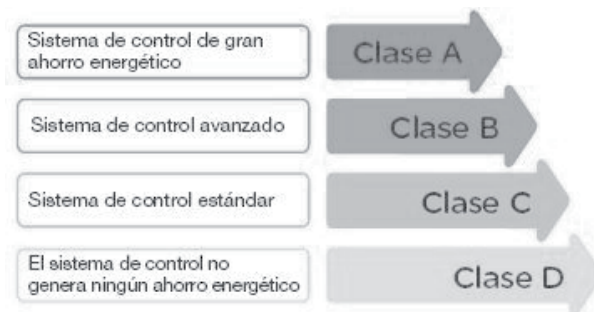 Sistema de control de gran
ahorro energético
Clase A
Sistema de control avanzado
Clase B
Sistema de control estándar
Clase C
El sistema de control no
genera ningún ahorro energético
Clase D